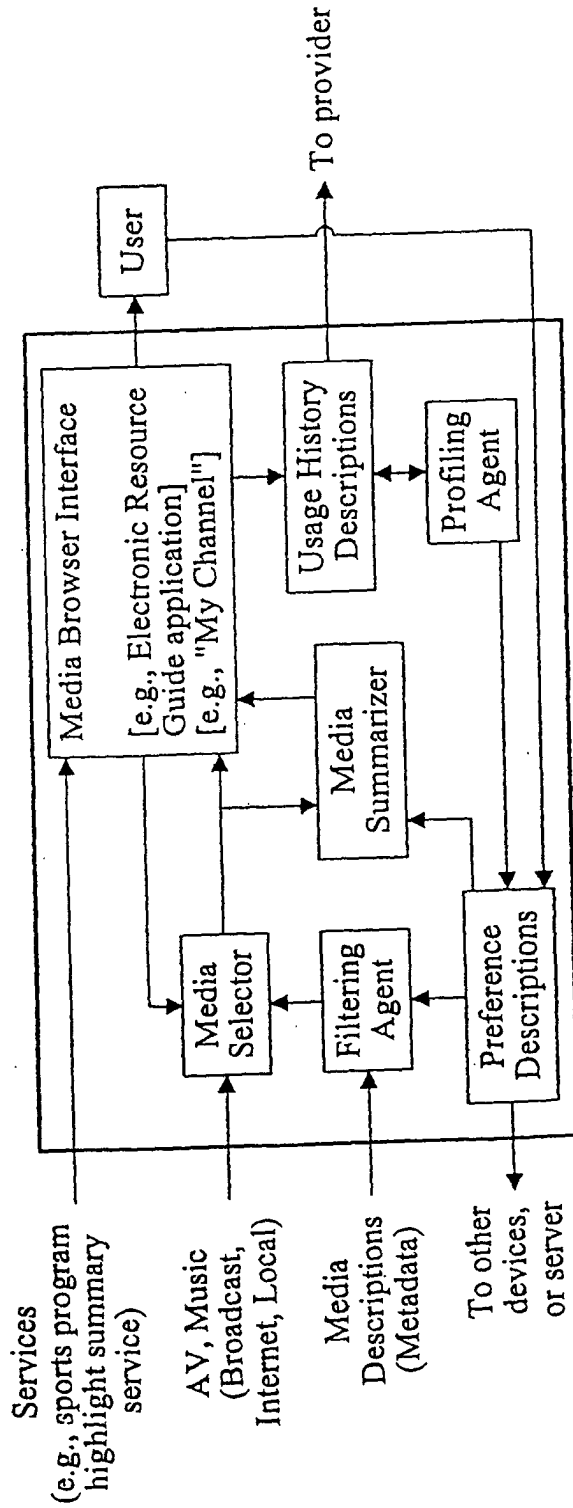 Services
(e.g., sports program
highlight summary
service)
AV, Music
(Broadcast,
Internet, Local)
Media
Descriptions
(Metadata)
To other
devices,
or server
Media Browser Interface
[e.g., Electronic Resource
Guide application]
[e.g., "My Channel"]
Media
Selector
Filtering
Agent
Preference
Descriptions
Media
Summarizer
Usage History
Descriptions
Profiling
Agent
User
To provider